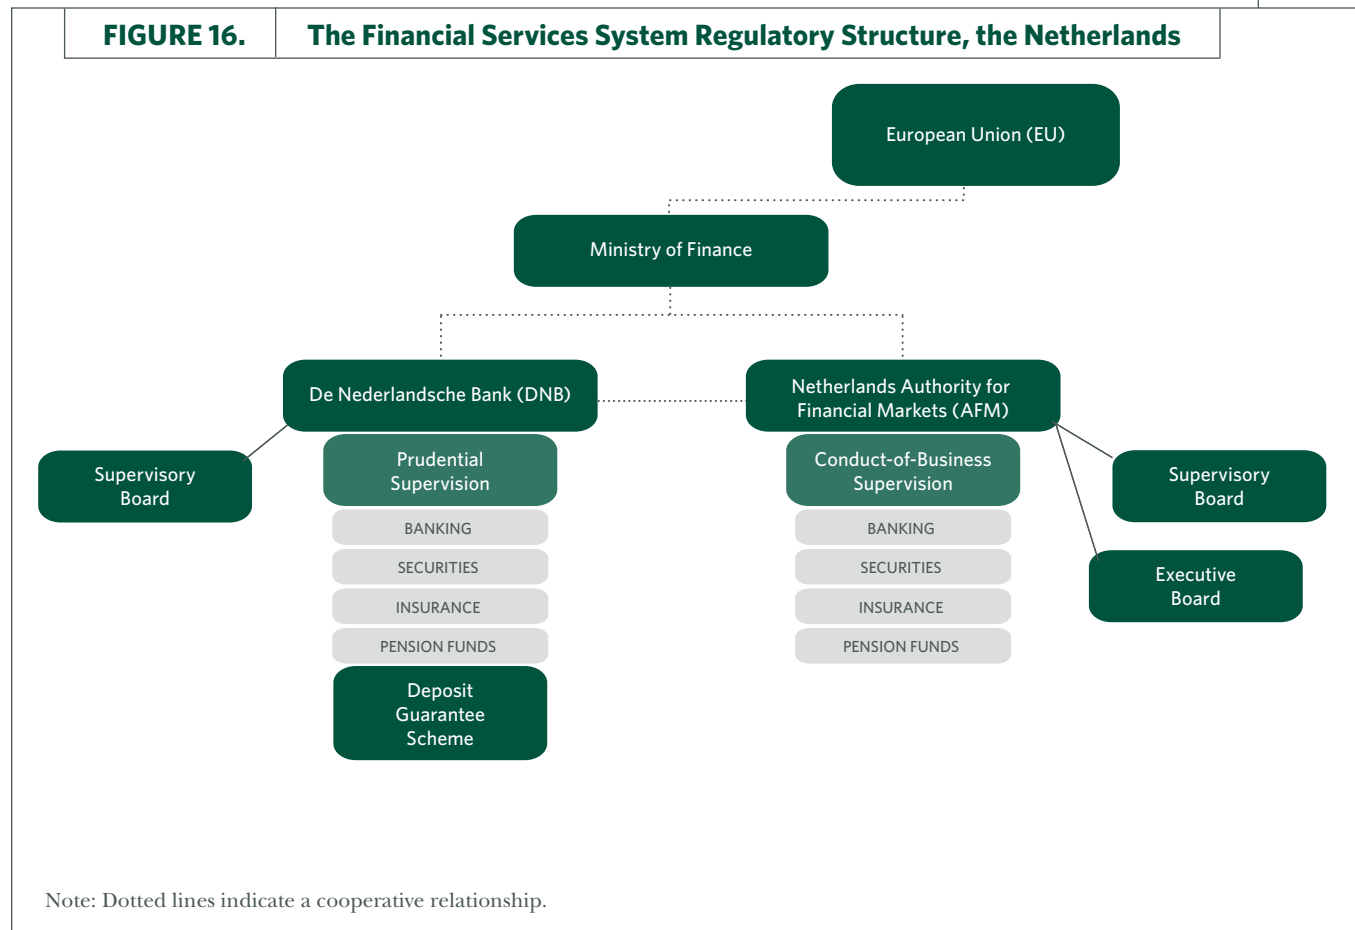 FIGURE 16.
The Financial Services System Regulatory Structure, the Netherlands
European Union (EU)
Ministry of Finance
De Nederlandsche Bank (DNB)
Netherlands Authority for
Financial Markets (AFM)
Supervisory
Board
Prudential
Supervision
BANKING
SECURITIES
INSURANCE
PENSION FUNDS
Deposit
Guarantee
Scheme
Conduct-of-Business
Supervision
BANKING
SECURITIES
INSURANCE
PENSION FUNDS
Supervisory
Board
Executive
Board
Note: Dotted lines indicate a cooperative relationship.